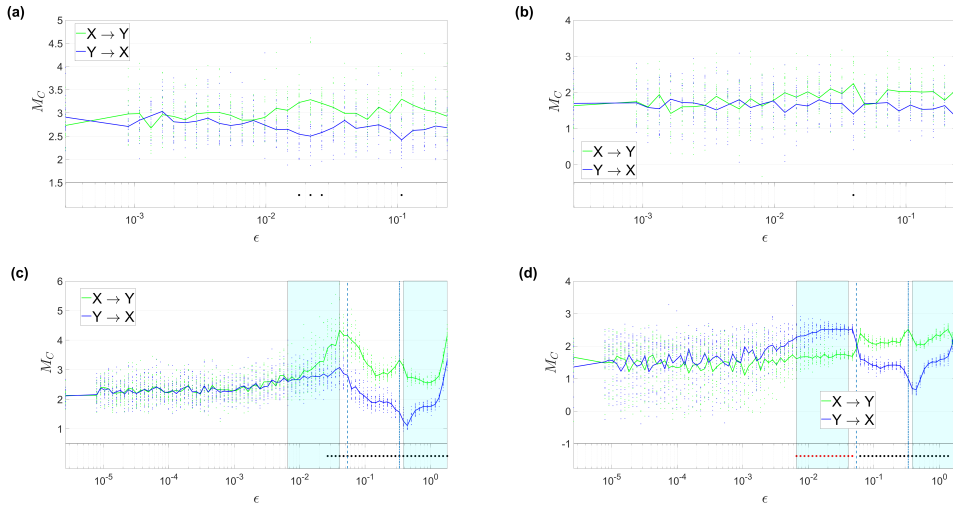 (a)
5
4.5
4
3.5
3
2.5
2
1.5
M_C
X → Y
Y → X
10^-3
10^-2
10^-1
ϵ
(b)
4
3
2
1
0
M_C
X → Y
Y → X
10^-3
10^-2
10^-1
ϵ
(c)
6
5
4
3
2
1
M_C
X → Y
Y → X
10^-5
10^-4
10^-3
10^-2
10^-1
10^0
ϵ
(d)
4
3
2
1
0
-1
M_C
X → Y
Y → X
10^-5
10^-4
10^-3
10^-2
10^-1
10^0
ϵ